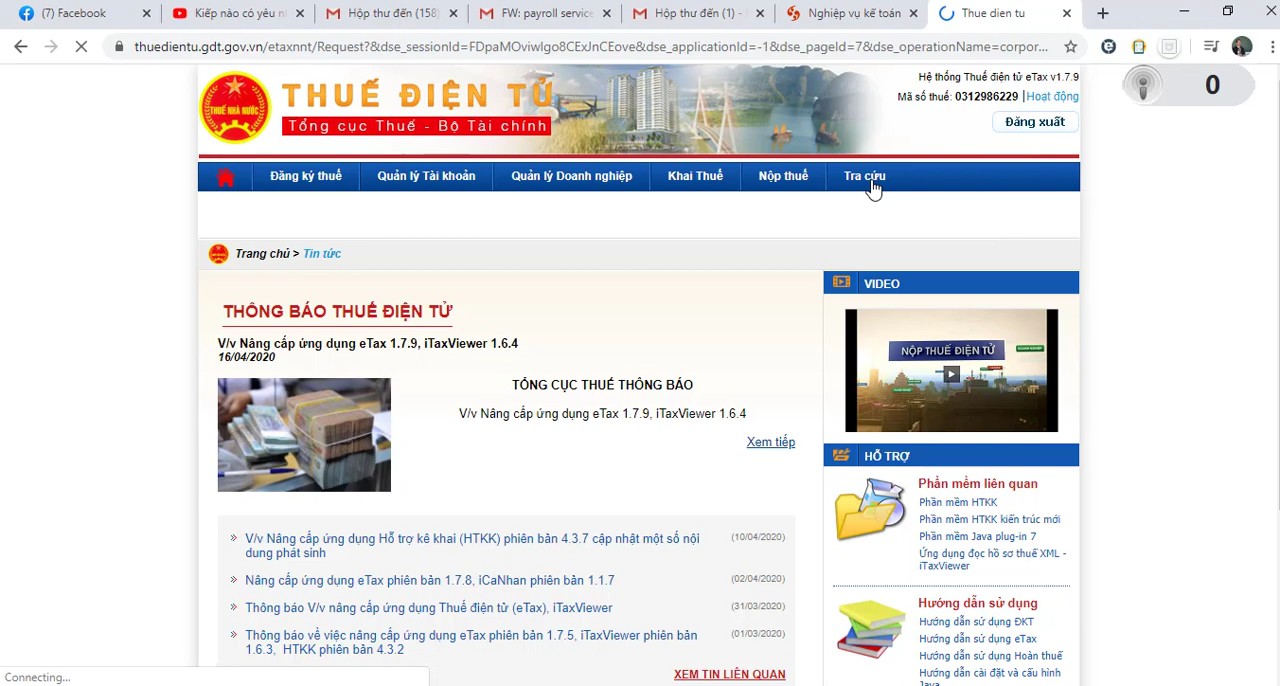 (7) Facebook
Kiếp nào có yêu n
Hộp thư đến (158)
FW: payroll service
Hộp thư đến (1) -
Nghiệp vụ kế toán
Thue dien tu
thuedientu.gdt.gov.vn/etaxnnt/Request?&dse_sessionId=FDpaMOviwIgo8CExJnCEove&dse_applicationId=-1&dse_pageId=7&dse_operationName=corpor...
THUẾ NHÀ NƯỚC
THUẾ ĐIỆN TỬ
Tổng cục Thuế - Bộ Tài chính
Hệ thống Thuế điện tử eTax v1.7.9
Mã số thuế: 0312986229 |Hoạt động
Đăng xuất
0
Đăng ký thuế
Quản lý Tài khoản
Quản lý Doanh nghiệp
Khai Thuế
Nộp thuế
Tra cứu
Trang chủ > Tin tức
THÔNG BÁO THUẾ ĐIỆN TỬ
V/v Nâng cấp ứng dụng eTax 1.7.9, iTaxViewer 1.6.4
16/04/2020
TỔNG CỤC THUẾ THÔNG BÁO
V/v Nâng cấp ứng dụng eTax 1.7.9, iTaxViewer 1.6.4
Xem tiếp
V/v Nâng cấp ứng dụng Hỗ trợ kê khai (HTKK) phiên bản 4.3.7 cập nhật một số nội
dung phát sinh
(10/04/2020)
Nâng cấp ứng dụng eTax phiên bản 1.7.8, iCaNhan phiên bản 1.1.7
(02/04/2020)
Thông báo V/v nâng cấp ứng dụng Thuế điện tử (eTax), iTaxViewer
(31/03/2020)
Thông báo về việc nâng cấp ứng dụng eTax phiên bản 1.7.5, iTaxViewer phiên bản
1.6.3, HTKK phiên bản 4.3.2
(01/03/2020)
XEM TIN LIÊN QUAN
VIDEO
NỘP THUẾ ĐIỆN TỬ
HỖ TRỢ
Phần mềm liên quan
Phần mềm HTKK
Phần mềm HTKK kiến trúc mới
Phần mềm Java plug-in 7
Ứng dụng đọc hồ sơ thuế XML -
iTaxViewer
Hướng dẫn sử dụng
Hướng dẫn sử dụng ĐKT
Hướng dẫn sử dụng eTax
Hướng dẫn sử dụng Hoàn thuế
Hướng dẫn cài đặt và cấu hình
Java
Connecting...